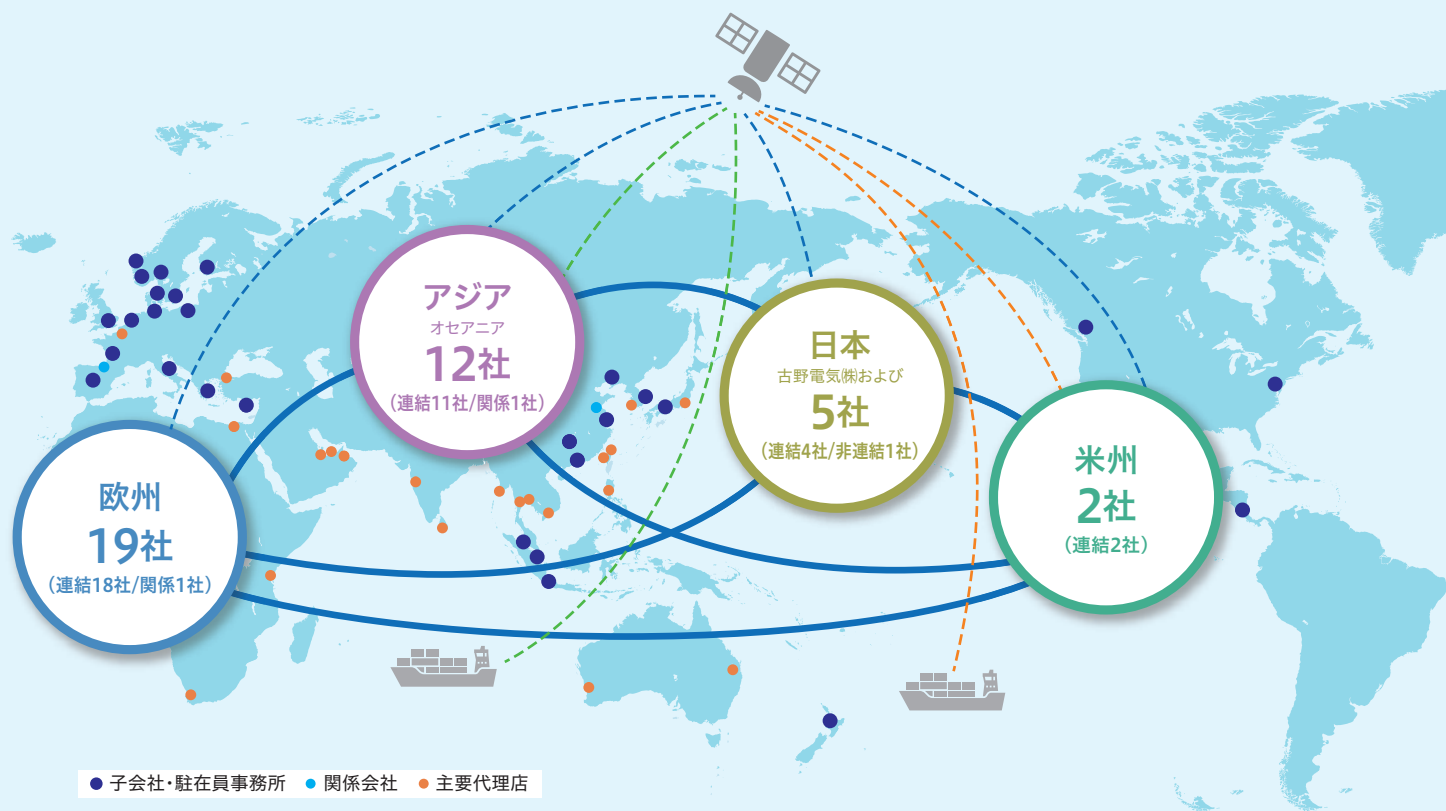 アジア
オセアニア
12社
（連結11社/関係1社）
日本
古野電気㈱および
5社
（連結4社/非連結1社）
米州
2社
（連結2社）
欧州
19社
（連結18社/関係1社）
子会社・駐在員事務所 関係会社 主要代理店